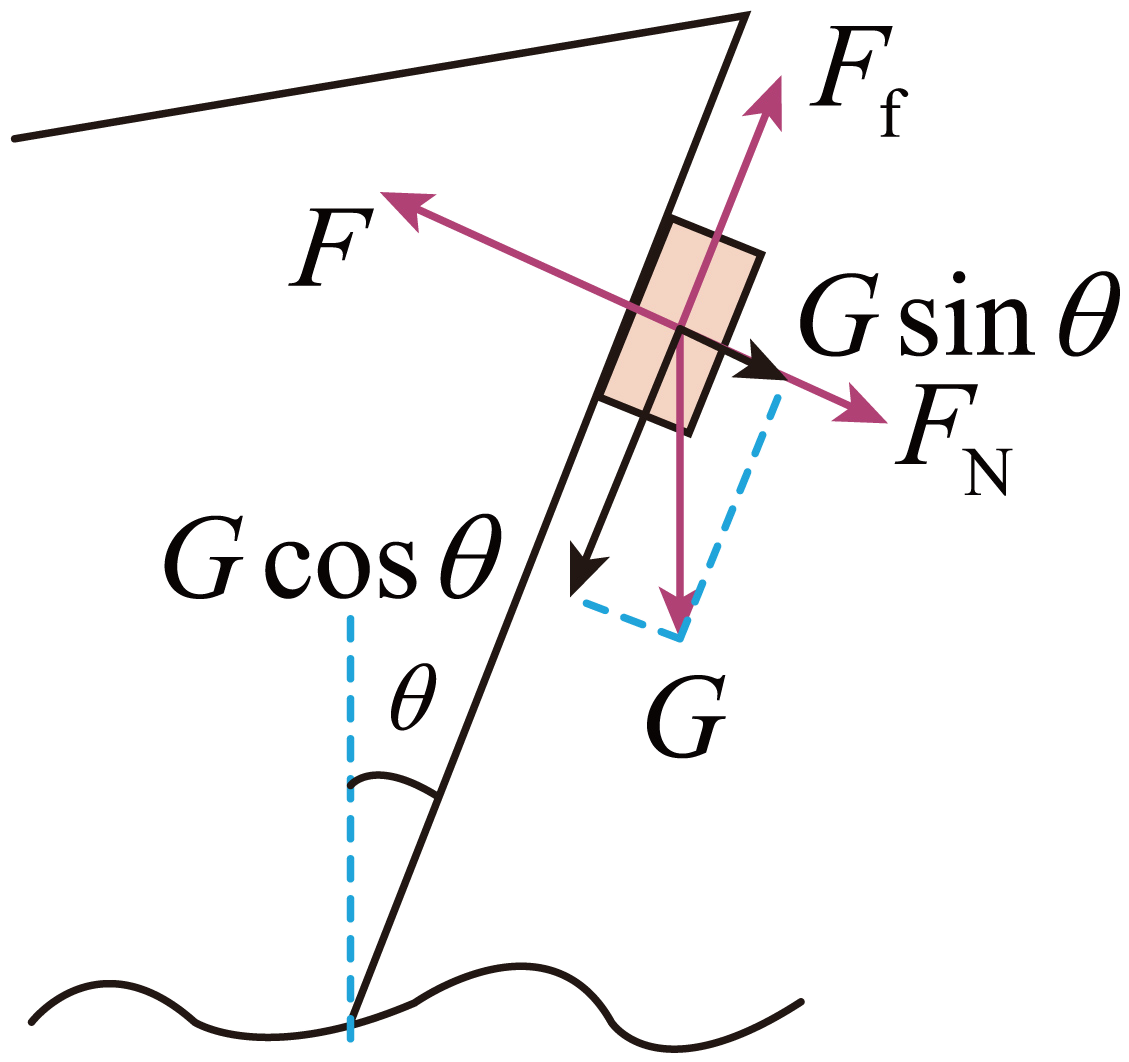 F_f
F
G sin θ
F_N
G cos θ
θ
G